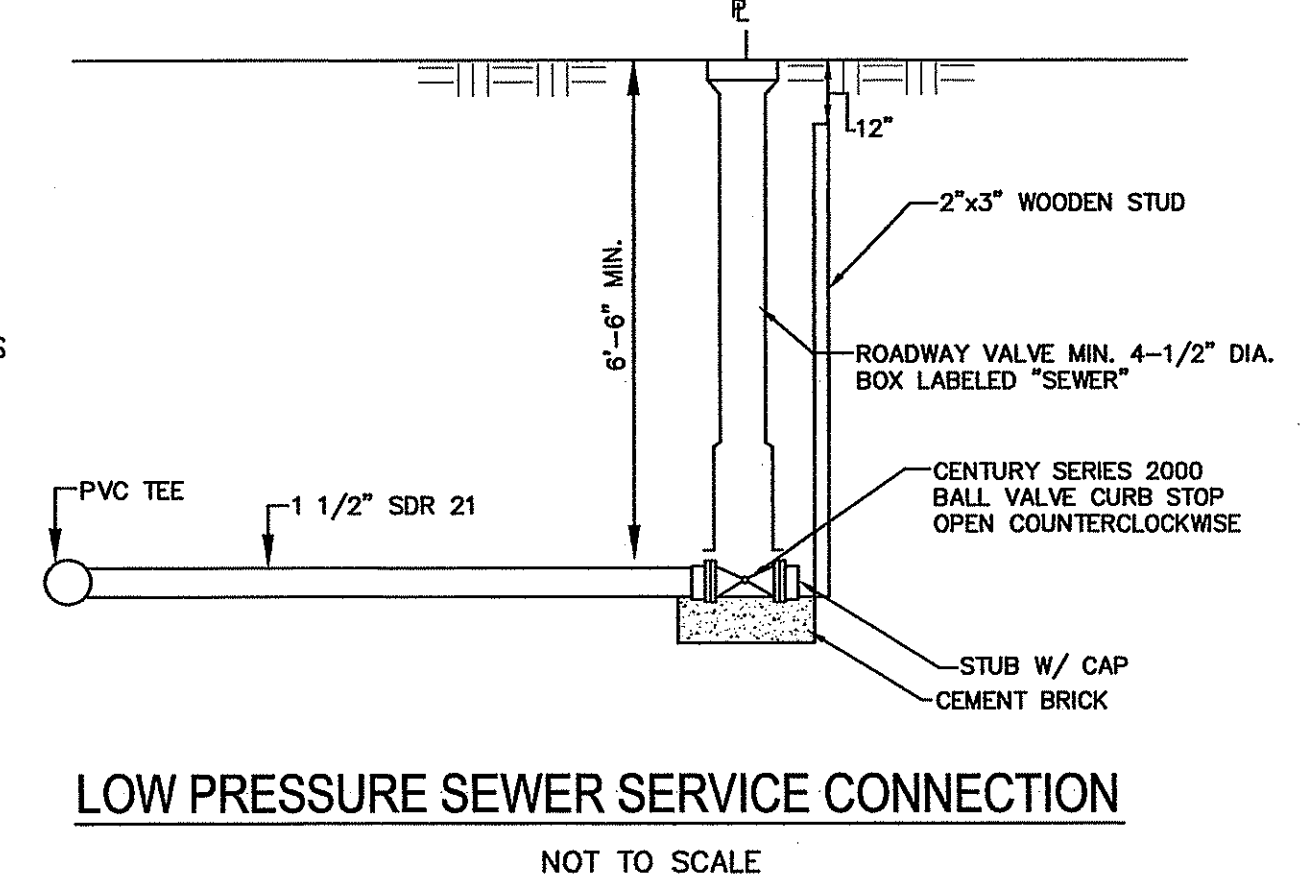 ℄
12"
2"x3" WOODEN STUD
6'-6" MIN.
S
ROADWAY VALVE MIN. 4-1/2" DIA.
BOX LABELED "SEWER"
CENTURY SERIES 2000
BALL VALVE CURB STOP
OPEN COUNTERCLOCKWISE
PVC TEE
1 1/2" SDR 21
STUB W/ CAP
CEMENT BRICK
LOW PRESSURE SEWER SERVICE CONNECTION
NOT TO SCALE